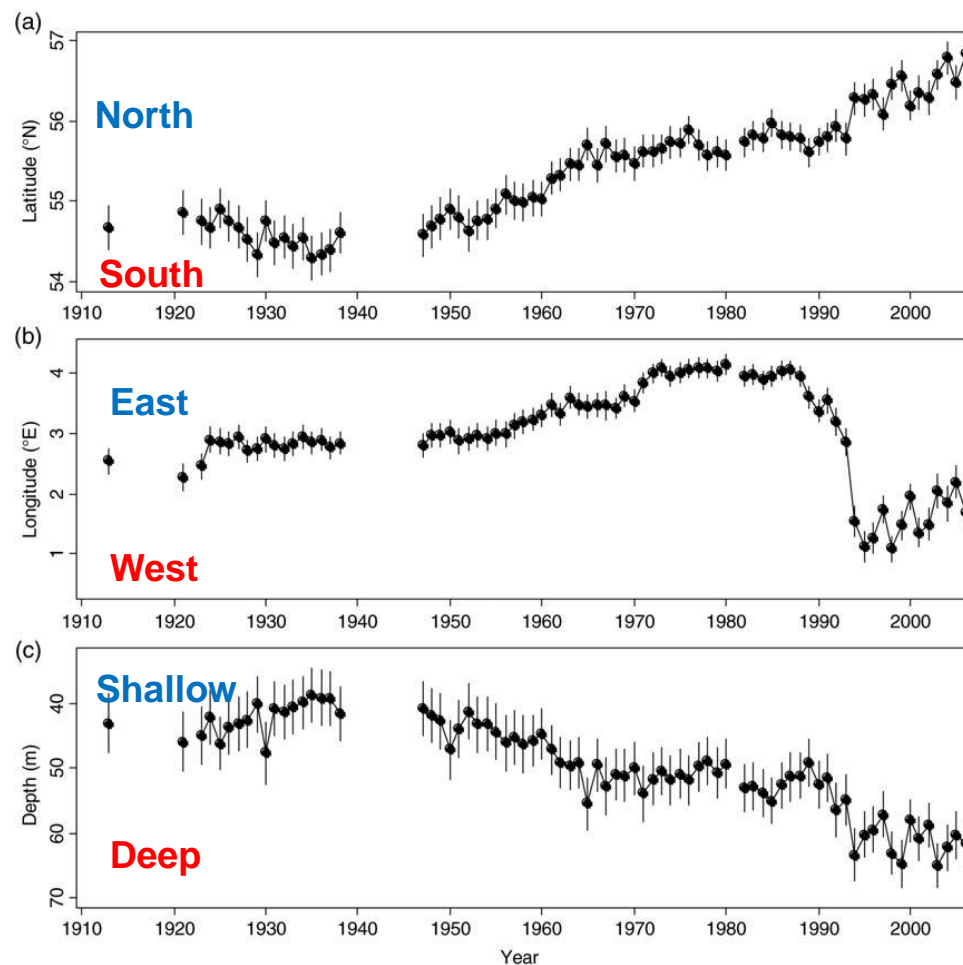 (a)
57
56
55
54
Latitude (°N)
North
South
1910 1920 1930 1940 1950 1960 1970 1980 1990 2000
(b)
4
3
2
1
Longitude (°E)
East
West
1910 1920 1930 1940 1950 1960 1970 1980 1990 2000
(c)
40
50
60
70
Depth (m)
Shallow
Deep
1910 1920 1930 1940 1950 1960 1970 1980 1990 2000
Year